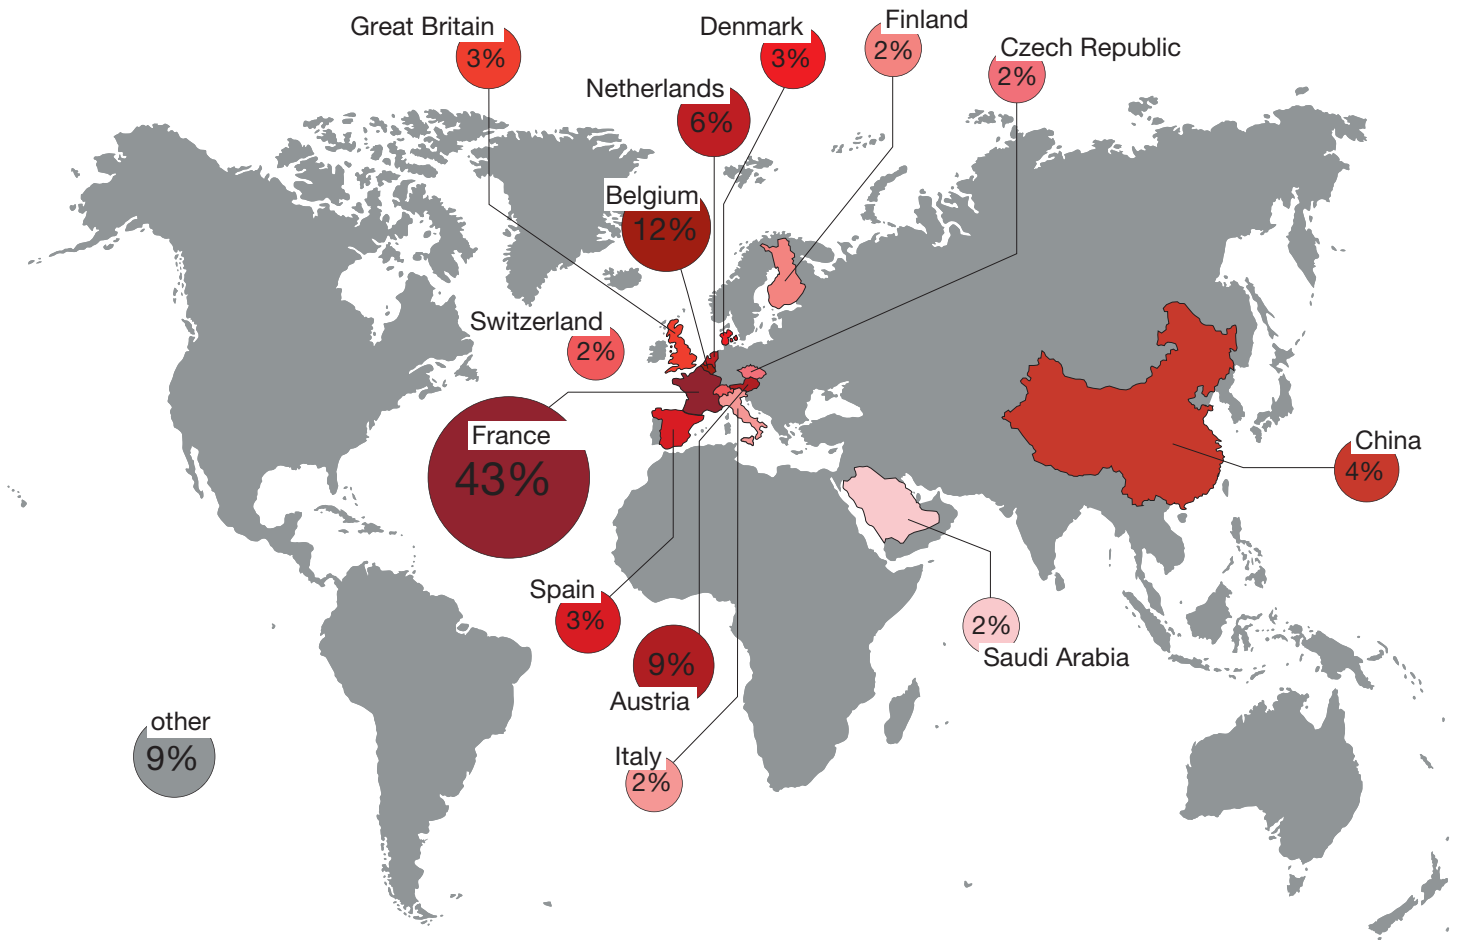 Great Britain
3%
Denmark
3%
Finland
2%
Czech Republic
2%
Netherlands
6%
Belgium
12%
Switzerland
2%
France
43%
China
4%
Spain
3%
9%
Austria
2%
Saudi Arabia
other
9%
Italy
2%